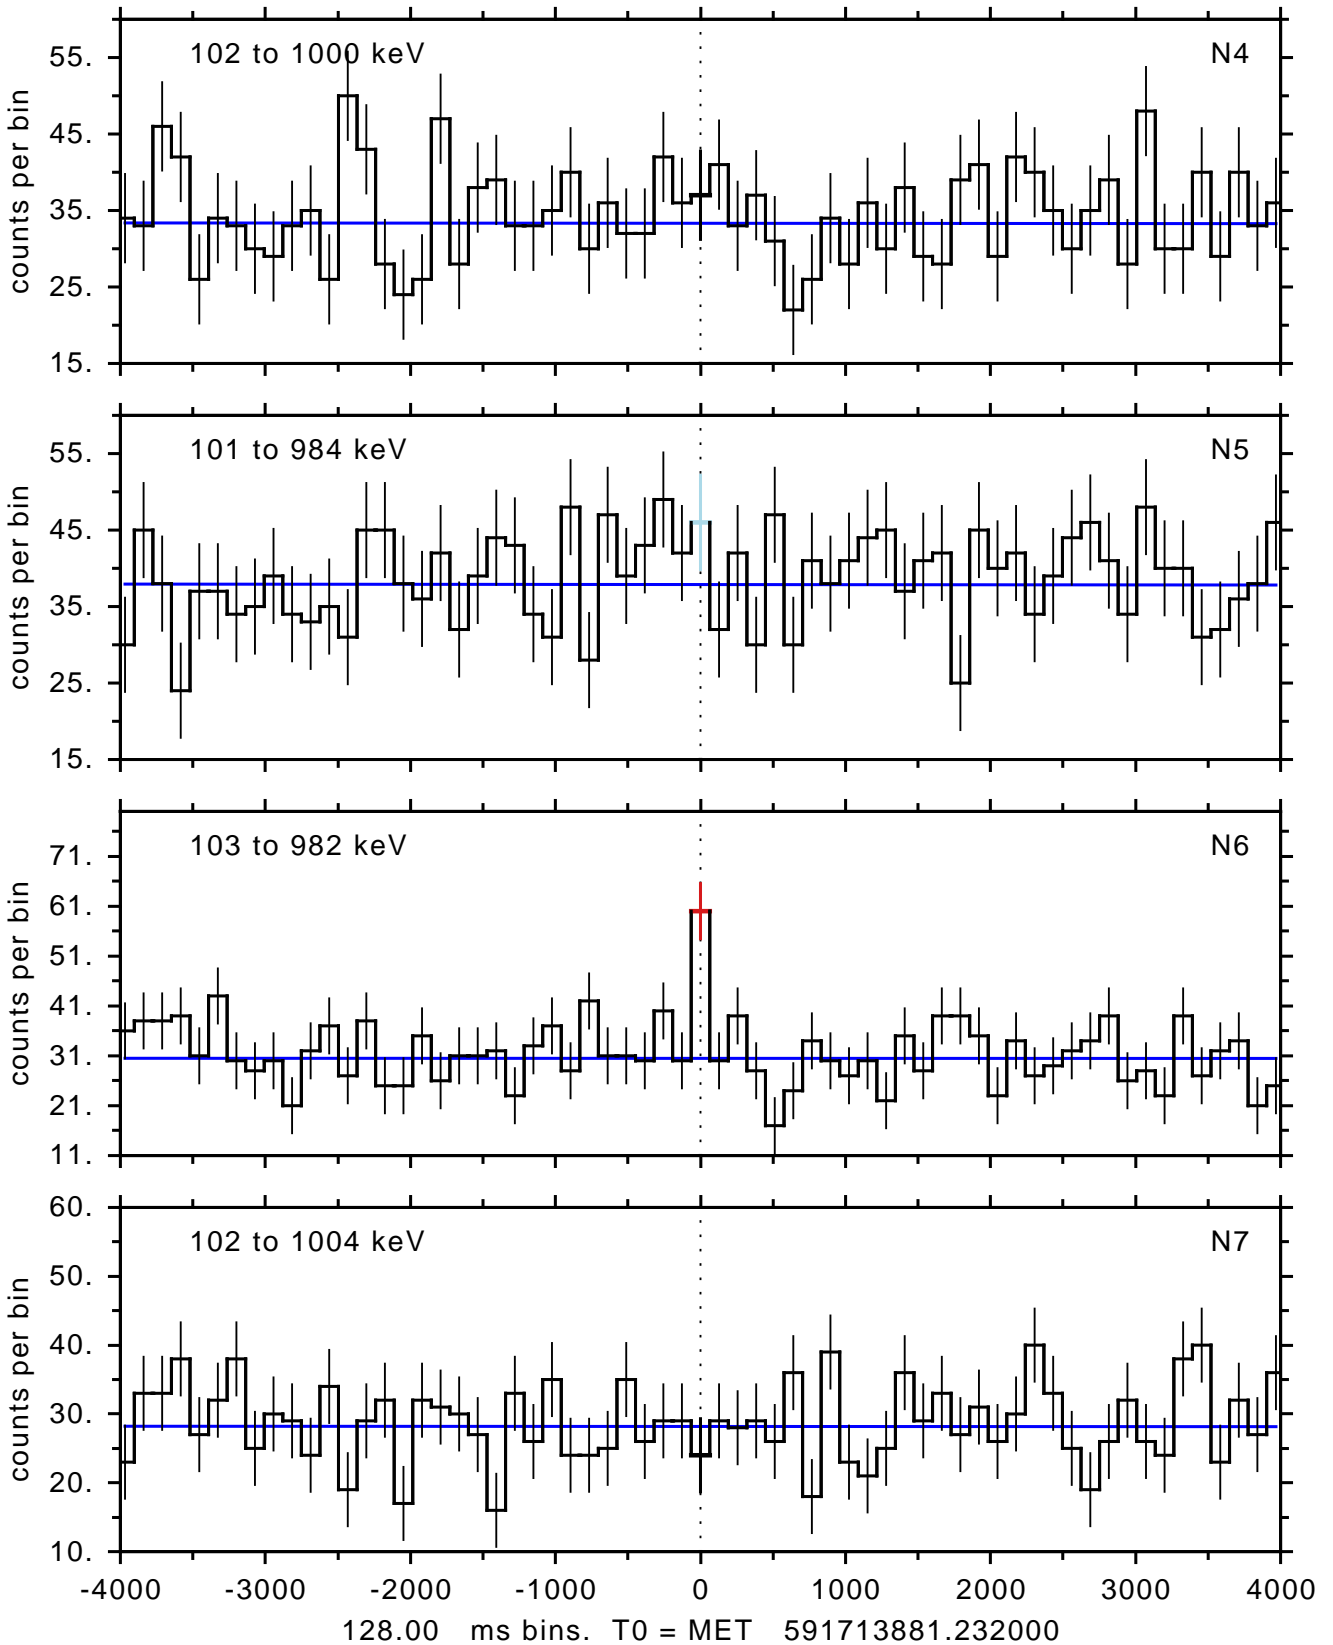 102 to 1000 keV N4
55.
45.
35.
25.
15.
counts per bin
101 to 984 keV N5
55.
45.
35.
25.
15.
counts per bin
103 to 982 keV N6
71.
61.
51.
41.
31.
21.
11.
counts per bin
102 to 1004 keV N7
60.
50.
40.
30.
20.
10.
counts per bin
-4000 -3000 -2000 -1000 0 1000 2000 3000 4000
128.00 ms bins. T0 = MET 591713881.232000